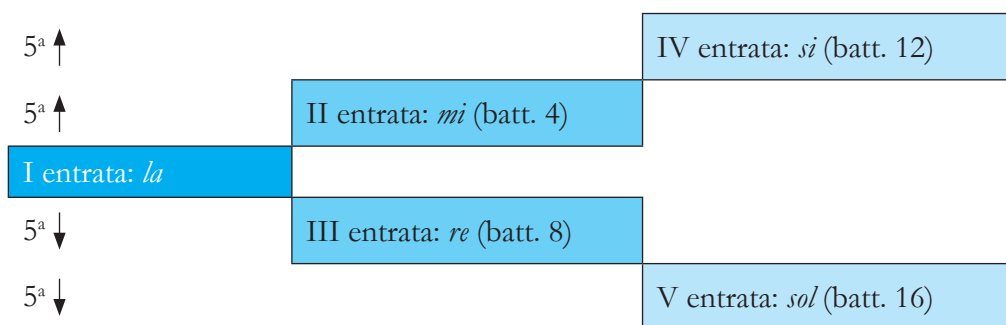 5ª IV entrata: si (batt. 12)
5ª II entrata: mi (batt. 4)
I entrata: la
5ª III entrata: re (batt. 8)
5ª V entrata: sol (batt. 16)